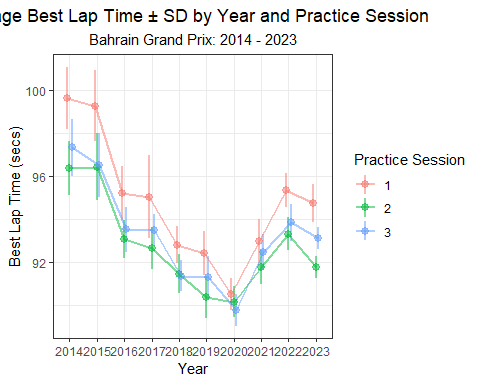 age Best Lap Time ± SD by Year and Practice Session
Bahrain Grand Prix: 2014 - 2023
100
96
92
Best Lap Time (secs)
2014 2015 2016 2017 2018 2019 2020 2021 2022 2023
Year
Practice Session
1
2
3